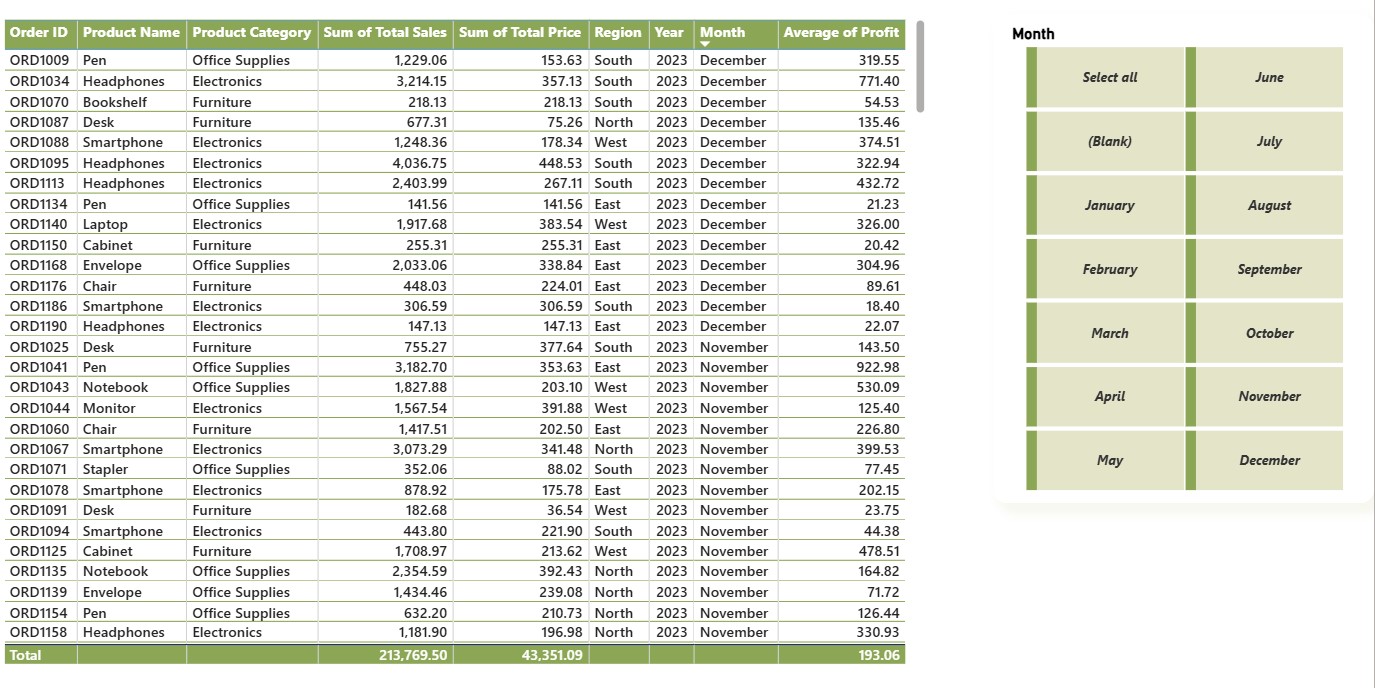 Order ID Product Name Product Category Sum of Total Sales Sum of Total Price Region Year Month Average of Profit
ORD1009 Pen Office Supplies 1,229.06 153.63 South 2023 December 319.55
ORD1034 Headphones Electronics 3,214.15 357.13 South 2023 December 771.40
ORD1070 Bookshelf Furniture 218.13 218.13 South 2023 December 54.53
ORD1087 Desk Furniture 677.31 75.26 North 2023 December 135.46
ORD1088 Smartphone Electronics 1,248.36 178.34 West 2023 December 374.51
ORD1095 Headphones Electronics 4,036.75 448.53 South 2023 December 322.94
ORD1113 Headphones Electronics 2,403.99 267.11 South 2023 December 432.72
ORD1134 Pen Office Supplies 141.56 141.56 East 2023 December 21.23
ORD1140 Laptop Electronics 1,917.68 383.54 West 2023 December 326.00
ORD1150 Cabinet Furniture 255.31 255.31 East 2023 December 20.42
ORD1168 Envelope Office Supplies 2,033.06 338.84 East 2023 December 304.96
ORD1176 Chair Furniture 448.03 224.01 East 2023 December 89.61
ORD1186 Smartphone Electronics 306.59 306.59 South 2023 December 18.40
ORD1190 Headphones Electronics 147.13 147.13 East 2023 December 22.07
ORD1025 Desk Furniture 755.27 377.64 South 2023 November 143.50
ORD1041 Pen Office Supplies 3,182.70 353.63 East 2023 November 922.98
ORD1043 Notebook Office Supplies 1,827.88 203.10 West 2023 November 530.09
ORD1044 Monitor Electronics 1,567.54 391.88 West 2023 November 125.40
ORD1060 Chair Furniture 1,417.51 202.50 East 2023 November 226.80
ORD1067 Smartphone Electronics 3,073.29 341.48 North 2023 November 399.53
ORD1071 Stapler Office Supplies 352.06 88.02 South 2023 November 77.45
ORD1078 Smartphone Electronics 878.92 175.78 East 2023 November 202.15
ORD1091 Desk Furniture 182.68 36.54 West 2023 November 23.75
ORD1094 Smartphone Electronics 443.80 221.90 South 2023 November 44.38
ORD1125 Cabinet Furniture 1,708.97 213.62 West 2023 November 478.51
ORD1135 Notebook Office Supplies 2,354.59 392.43 North 2023 November 164.82
ORD1139 Envelope Office Supplies 1,434.46 239.08 North 2023 November 71.72
ORD1154 Pen Office Supplies 632.20 210.73 North 2023 November 126.44
ORD1158 Headphones Electronics 1,181.90 196.98 North 2023 November 330.93
Total 213,769.50 43,351.09 193.06
Month
Select all June
(Blank) July
January August
February September
March October
April November
May December